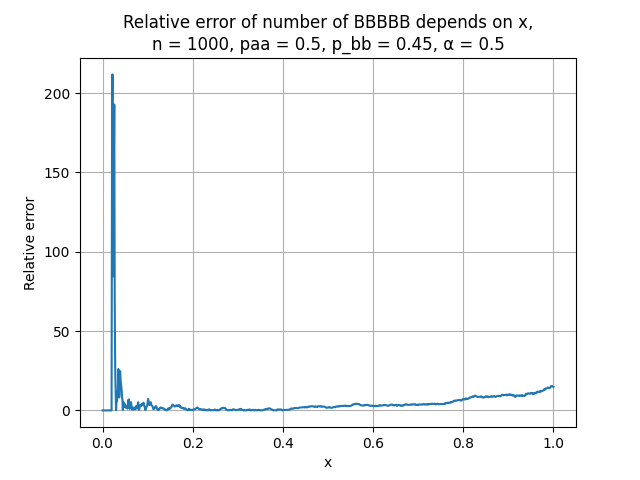 Relative error of number of BBBBB depends on x,
n = 1000, paa = 0.5, p_bb = 0.45, α = 0.5
200
150
100
50
0
Relative error
0.0 0.2 0.4 0.6 0.8 1.0
x